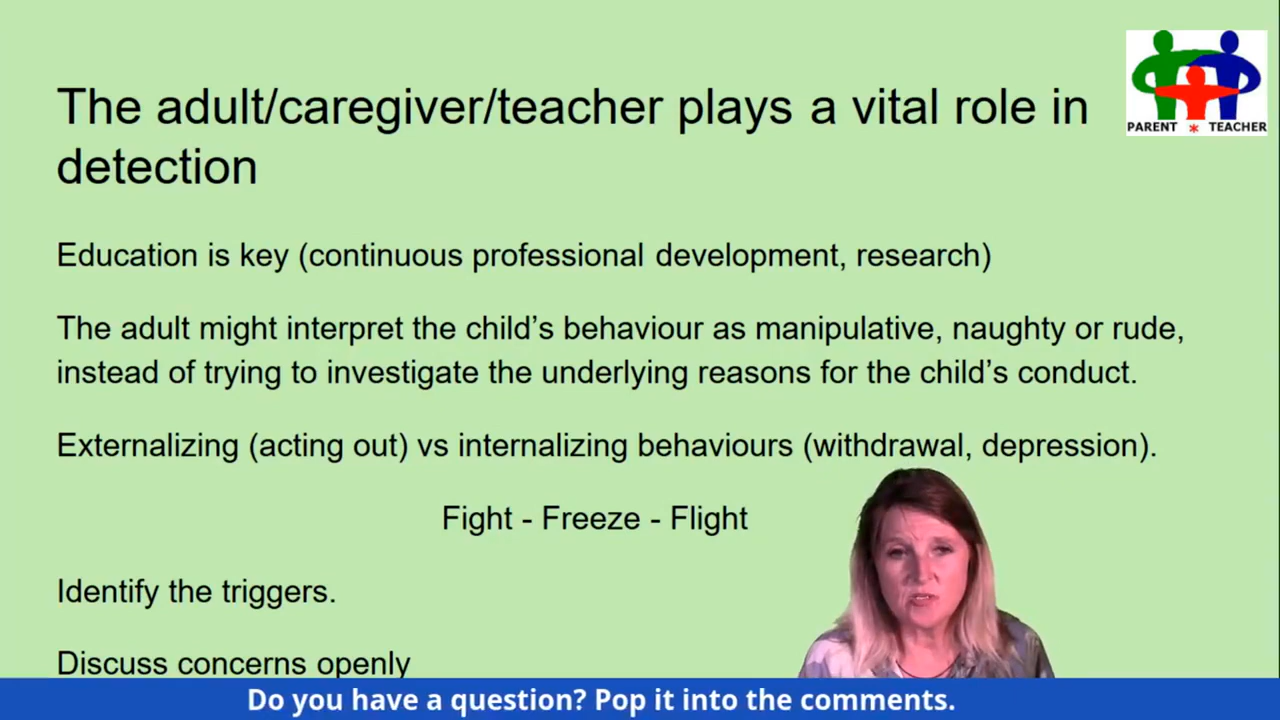 The adult/caregiver/teacher plays a vital role in
detection
PARENT * TEACHER
Education is key (continuous professional development, research)
The adult might interpret the child's behaviour as manipulative, naughty or rude,
instead of trying to investigate the underlying reasons for the child's conduct.
Externalizing (acting out) vs internalizing behaviours (withdrawal, depression).
Fight - Freeze - Flight
Identify the triggers.
Discuss concerns openly
Do you have a question? Pop it into the comments.